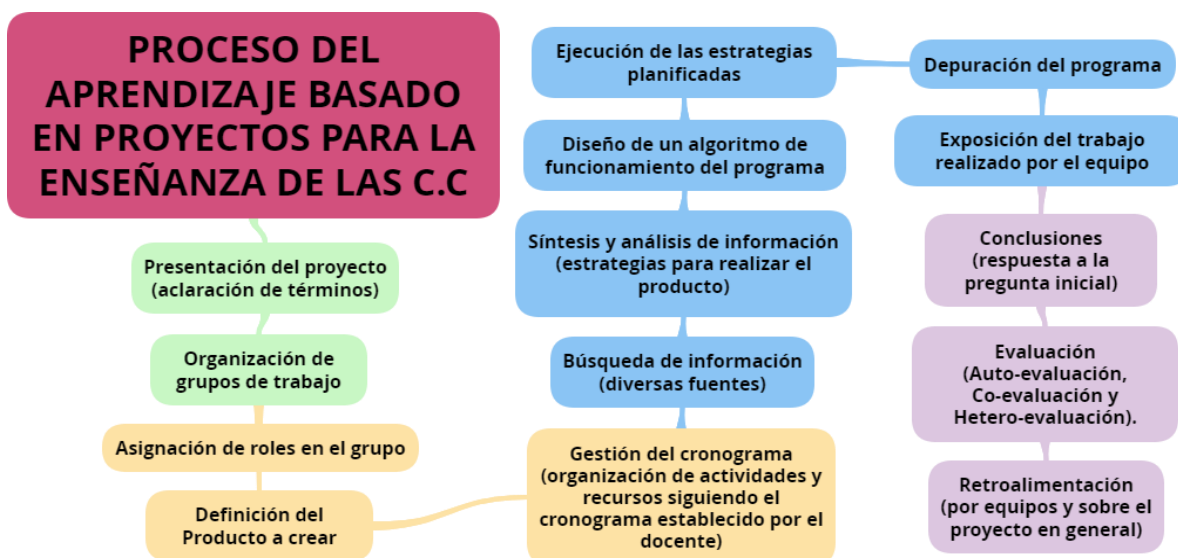 PROCESO DEL
APRENDIZAJE BASADO
EN PROYECTOS PARA LA
ENSEÑANZA DE LAS C.C
Presentación del proyecto
(aclaración de términos)
Organización de
grupos de trabajo
Asignación de roles en el grupo
Definición del
Producto a crear
Gestión del cronograma
(organización de actividades y
recursos siguiendo el
cronograma establecido por el
docente)
Búsqueda de información
(diversas fuentes)
Síntesis y análisis de información
(estrategias para realizar el
producto)
Diseño de un algoritmo de
funcionamiento del programa
Ejecución de las estrategias
planificadas
Depuración del programa
Exposición del trabajo
realizado por el equipo
Conclusiones
(respuesta a la
pregunta inicial)
Evaluación
(Auto-evaluación,
Co-evaluación y
Hetero-evaluación).
Retroalimentación
(por equipos y sobre el
proyecto en general)